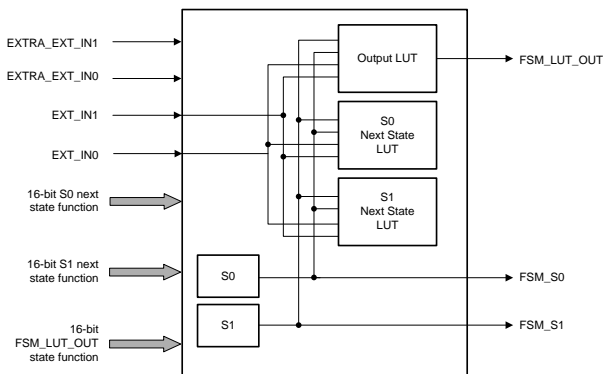 EXTRA_EXT_IN1
EXTRA_EXT_IN0
EXT_IN1
EXT_IN0
16-bit S0 next
state function
16-bit S1 next
state function
16-bit
FSM_LUT_OUT
state function
Output LUT
S0
Next State
LUT
S1
Next State
LUT
S0
S1
FSM_LUT_OUT
FSM_S0
FSM_S1